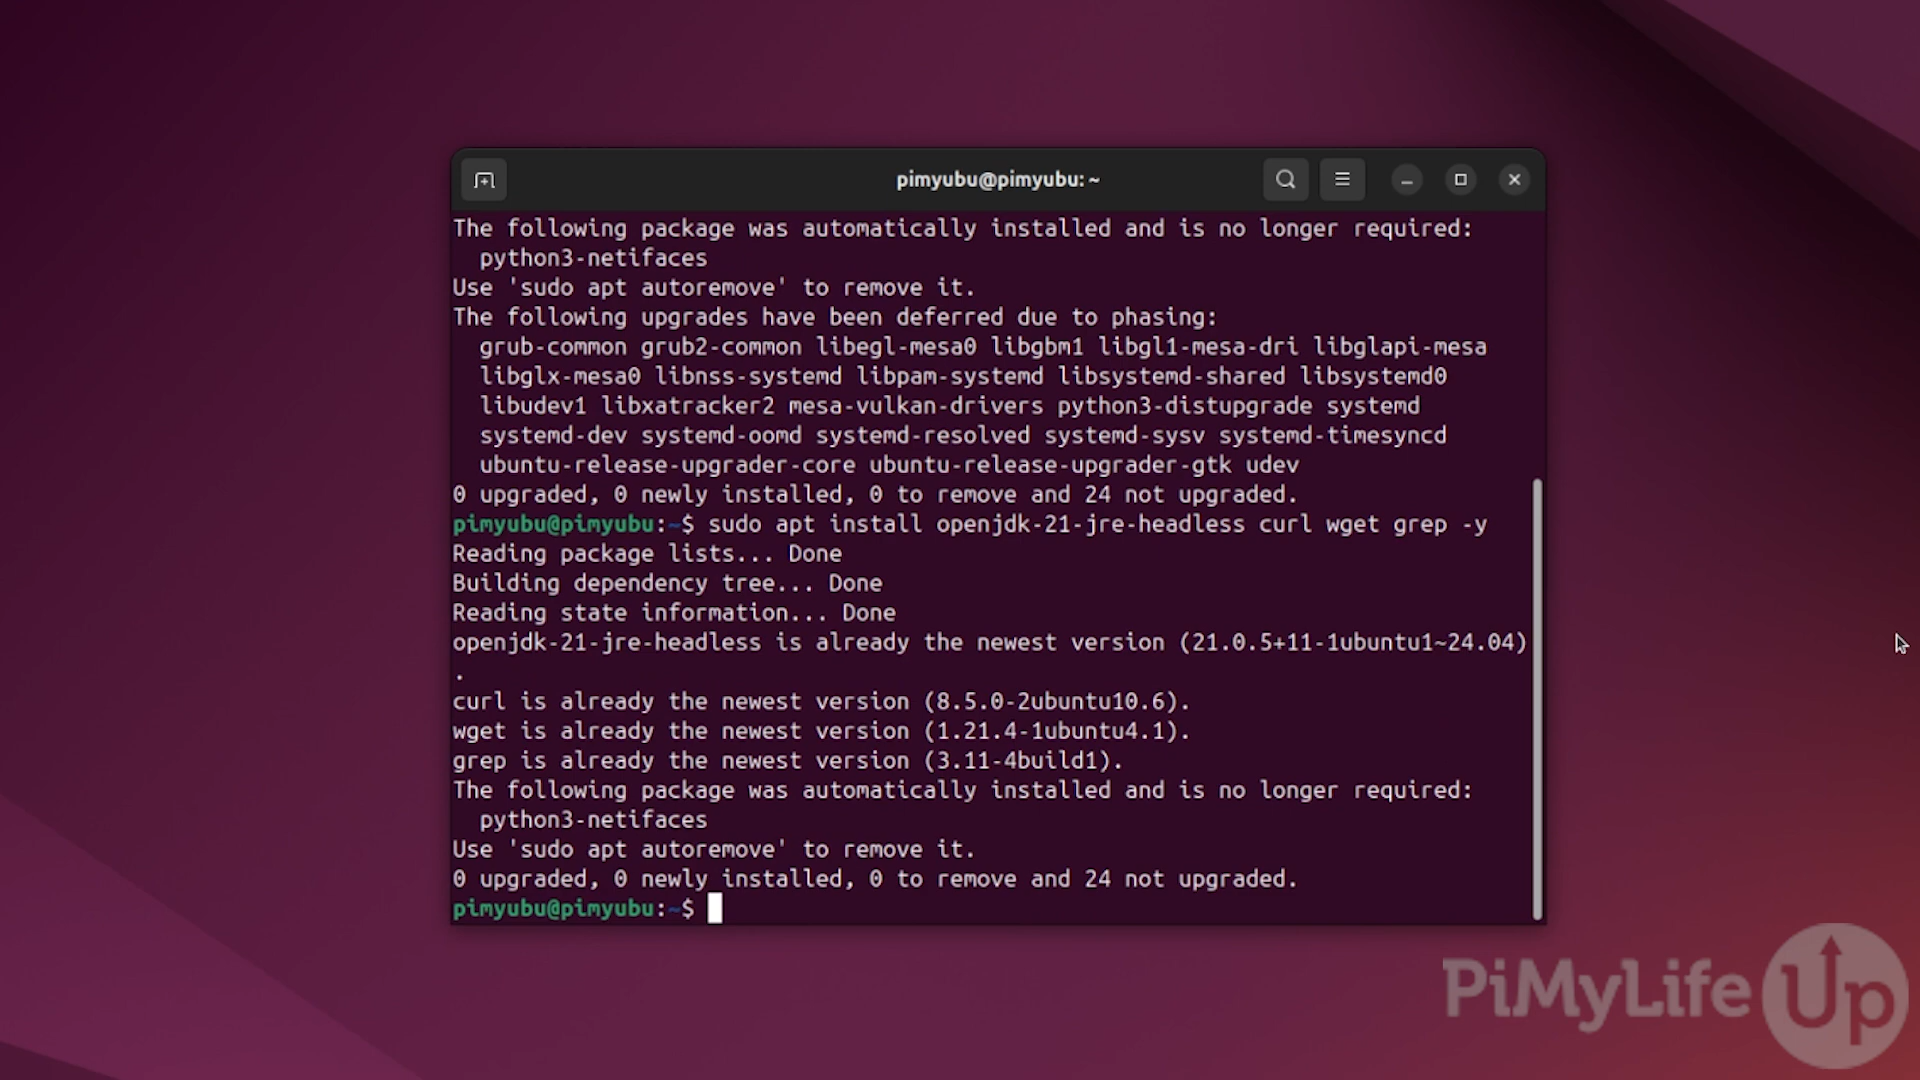 pimyubu@pimyubu: ~
The following package was automatically installed and is no longer required:
  python3-netifaces
Use 'sudo apt autoremove' to remove it.
The following upgrades have been deferred due to phasing:
  grub-common grub2-common libegl-mesa0 libgbm1 libgl1-mesa-dri libglapi-mesa
  libglx-mesa0 libnss-systemd libpam-systemd libsystemd-shared libsystemd0
  libudev1 libxatracker2 mesa-vulkan-drivers python3-distupgrade systemd
  systemd-dev systemd-oomd systemd-resolved systemd-sysv systemd-timesyncd
  ubuntu-release-upgrader-core ubuntu-release-upgrader-gtk udev
0 upgraded, 0 newly installed, 0 to remove and 24 not upgraded.
pimyubu@pimyubu:~$ sudo apt install openjdk-21-jre-headless curl wget grep -y
Reading package lists... Done
Building dependency tree... Done
Reading state information... Done
openjdk-21-jre-headless is already the newest version (21.0.5+11-1ubuntu1~24.04)
.
curl is already the newest version (8.5.0-2ubuntu10.6).
wget is already the newest version (1.21.4-1ubuntu4.1).
grep is already the newest version (3.11-4build1).
The following package was automatically installed and is no longer required:
  python3-netifaces
Use 'sudo apt autoremove' to remove it.
0 upgraded, 0 newly installed, 0 to remove and 24 not upgraded.
pimyubu@pimyubu:~$
PiMyLifeUp